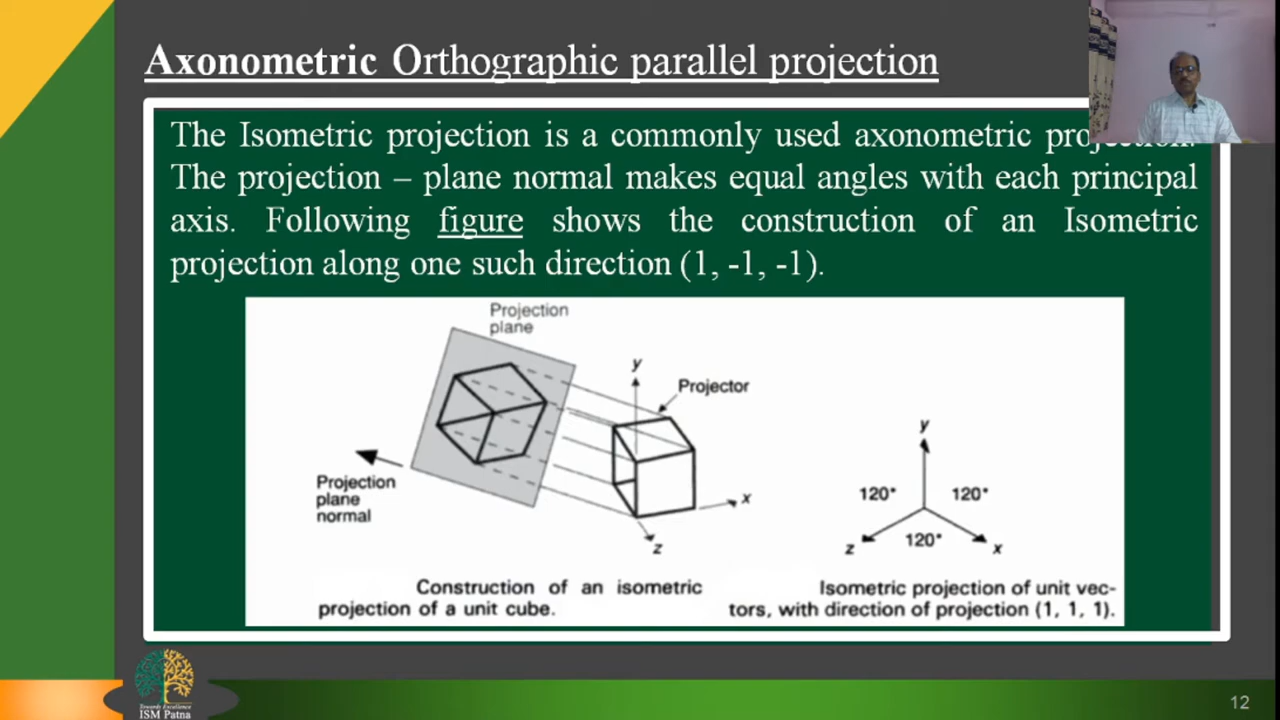 Axonometric Orthographic parallel projection
The Isometric projection is a commonly used axonometric projection.
The projection – plane normal makes equal angles with each principal
axis. Following figure shows the construction of an Isometric
projection along one such direction (1, -1, -1).
Projection
plane
y
Projector
Projection
plane
normal
x
z
y
120°
120°
120°
z
x
Construction of an isometric
projection of a unit cube.
Isometric projection of unit vec-
tors, with direction of projection (1, 1, 1).
Towards Excellence
ISM Patna
12